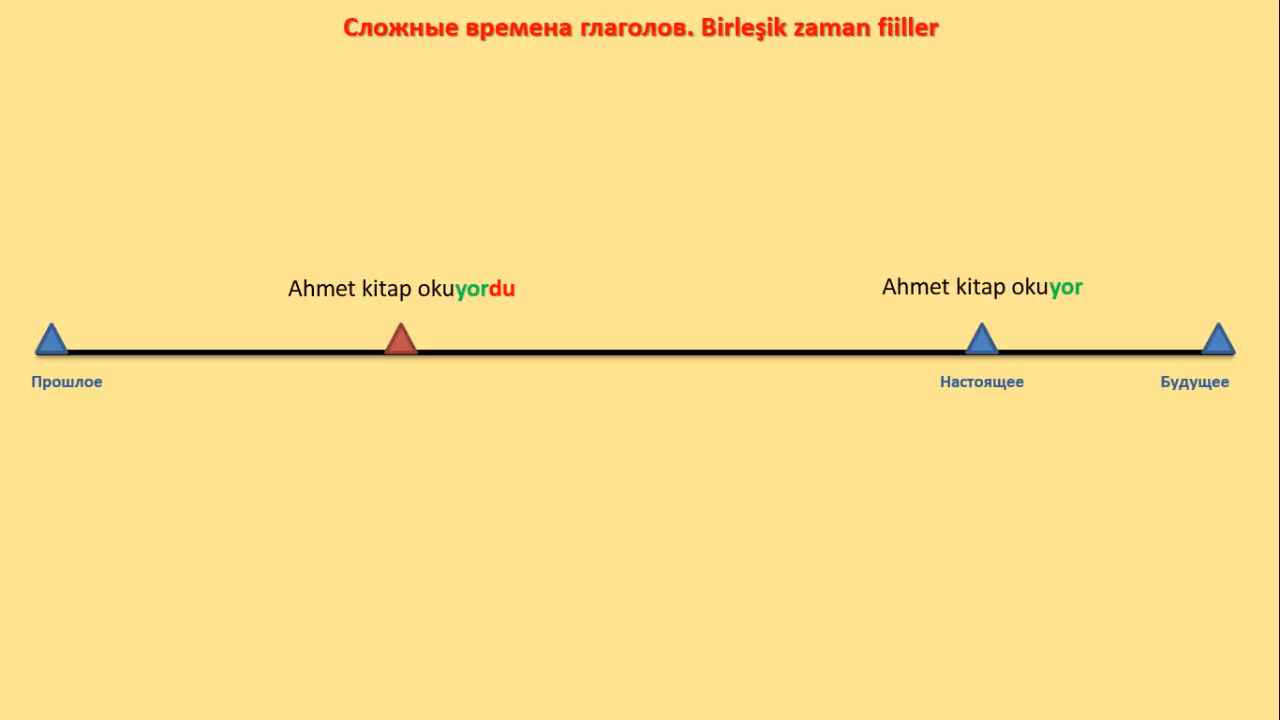 Сложные времена глаголов. Birleşik zaman fiiller
Ahmet kitap okuyordu
Ahmet kitap okuyor
Прошлое
Настоящее
Будущее